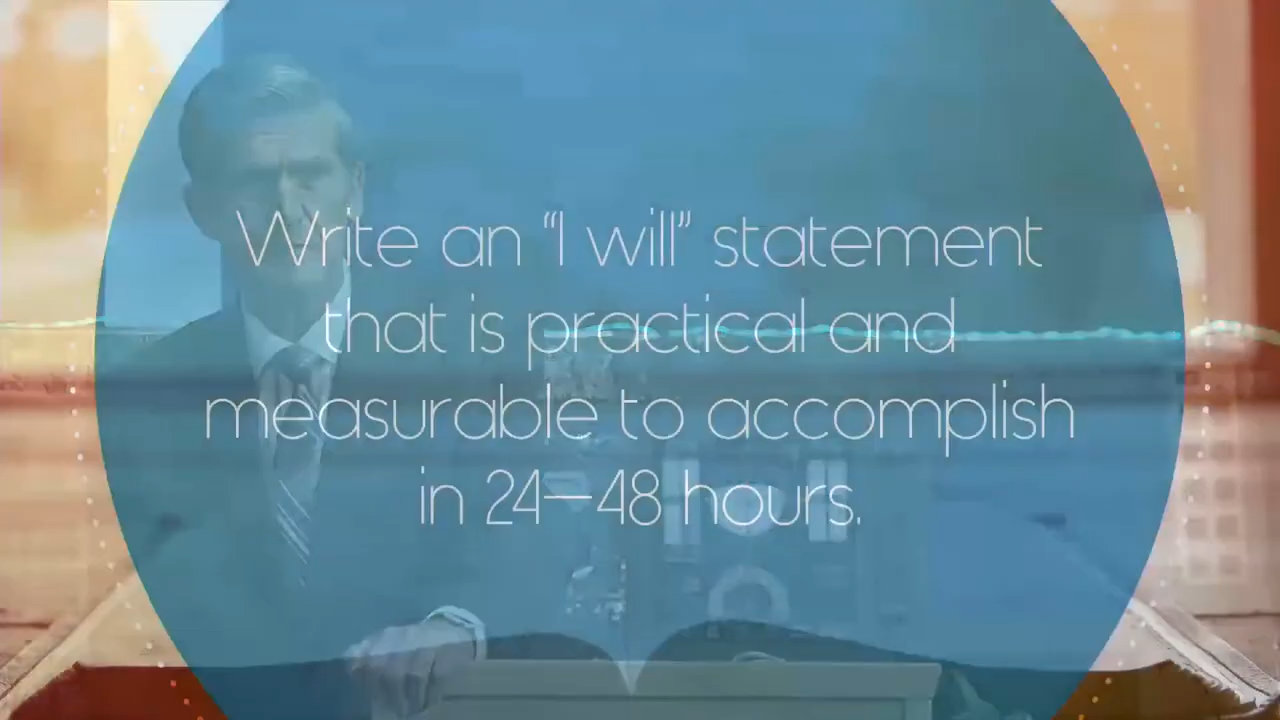 Write an “I will” statement
that is practical and
measurable to accomplish
in 24–48 hours.